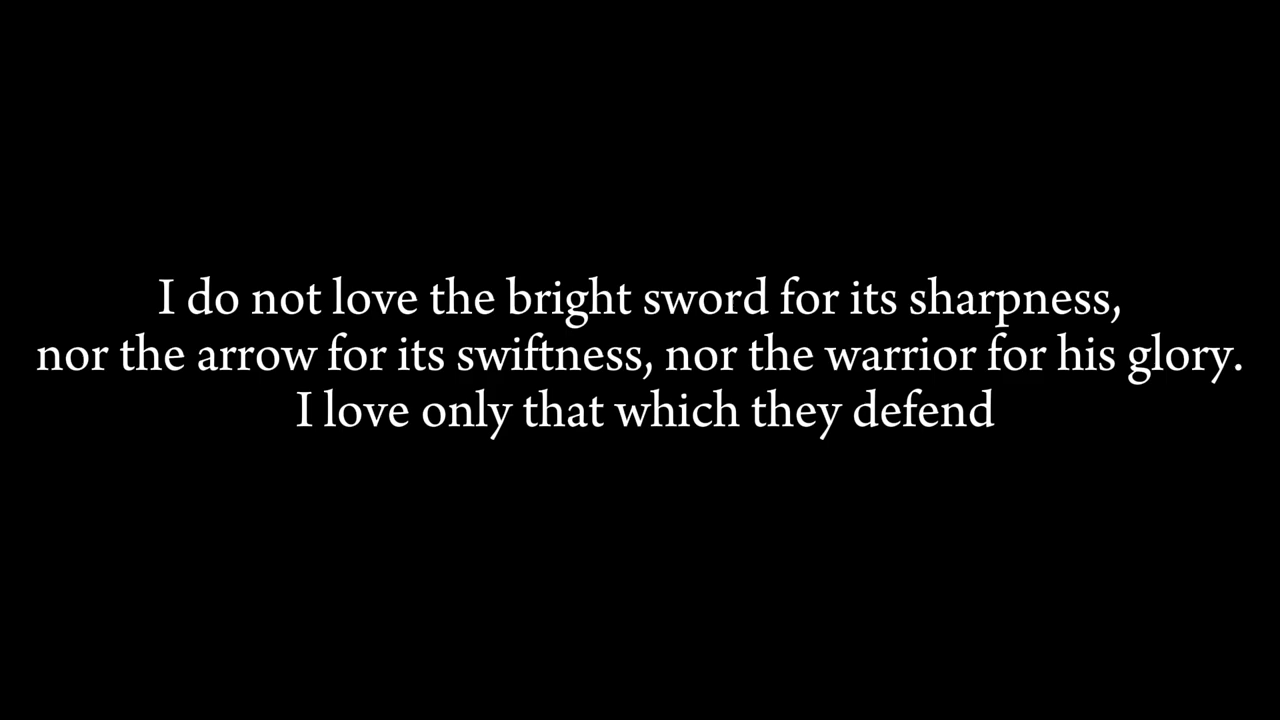 I do not love the bright sword for its sharpness,
nor the arrow for its swiftness, nor the warrior for his glory.
I love only that which they defend